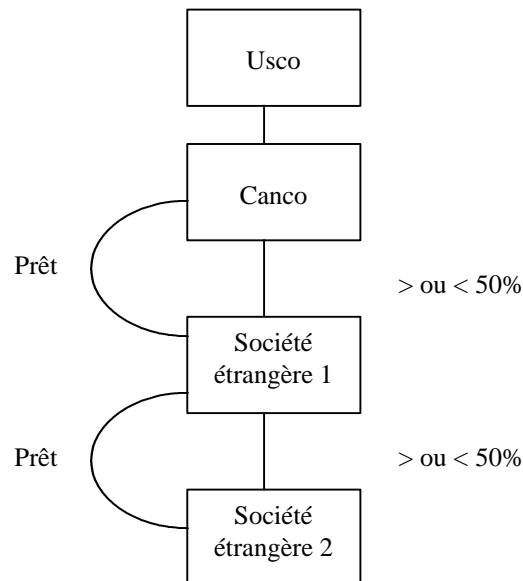 Usco
Canco
Prêt
> ou < 50%
Société
étrangère 1
Prêt
> ou < 50%
Société
étrangère 2